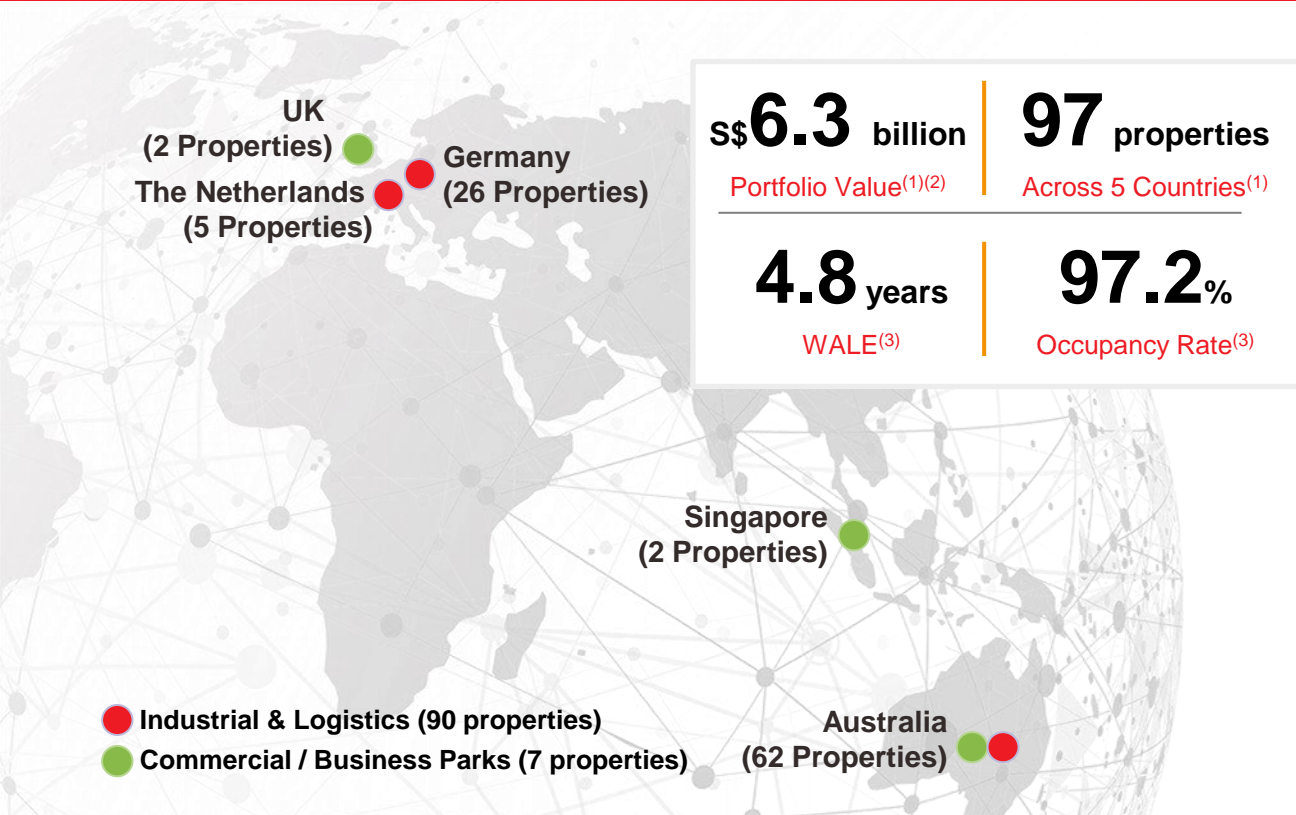 UK
(2 Properties)
Germany
(26 Properties)
The Netherlands
(5 Properties)
S$6.3 billion
Portfolio Value(1)(2)
97 properties
Across 5 Countries(1)
4.8 years
WALE(3)
97.2%
Occupancy Rate(3)
Singapore
(2 Properties)
Australia
(62 Properties)
Industrial & Logistics (90 properties)
Commercial / Business Parks (7 properties)